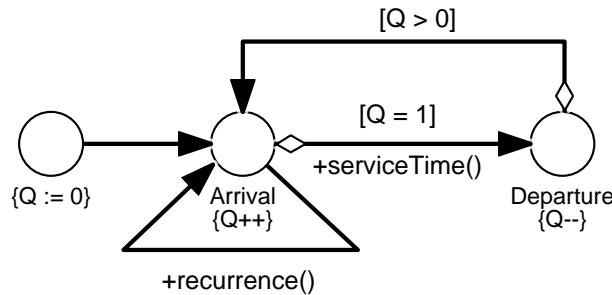 [Q > 0]
[Q = 1]
+serviceTime()
{Q := 0}
Arrival
{Q++}
Departure
{Q--}
+recurrence()